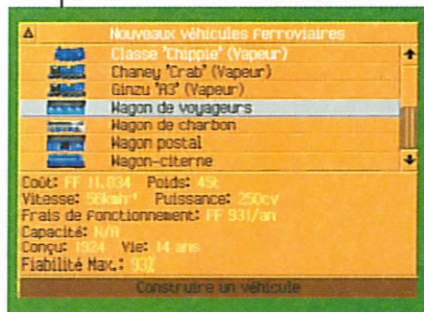 Nouveaux véhicules Ferroviaires
Classe 'Chippie' (Vapeur)
Chaney 'Crab' (Vapeur)
Ginzu 'A3' (Vapeur)
Wagon de voyageurs
Wagon de charbon
Wagon postal
Wagon-citerne
Coût: FF 11.834 Poids: 45t
Vitesse: 56kmh⁻¹ Puissance: 250cv
Frais de Fonctionnement: FF 931/an
Capacité: N/A
Conçu: 1924 Vie: 14 ans
Fiabilité Max.: 93%
Construire un véhicule